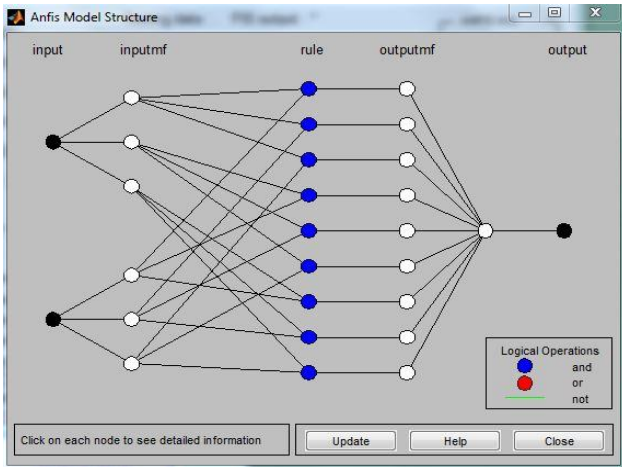 Anfis Model Structure
input inputmf rule outputmf output
Logical Operations
and
or
not
Click on each node to see detailed information
Update Help Close